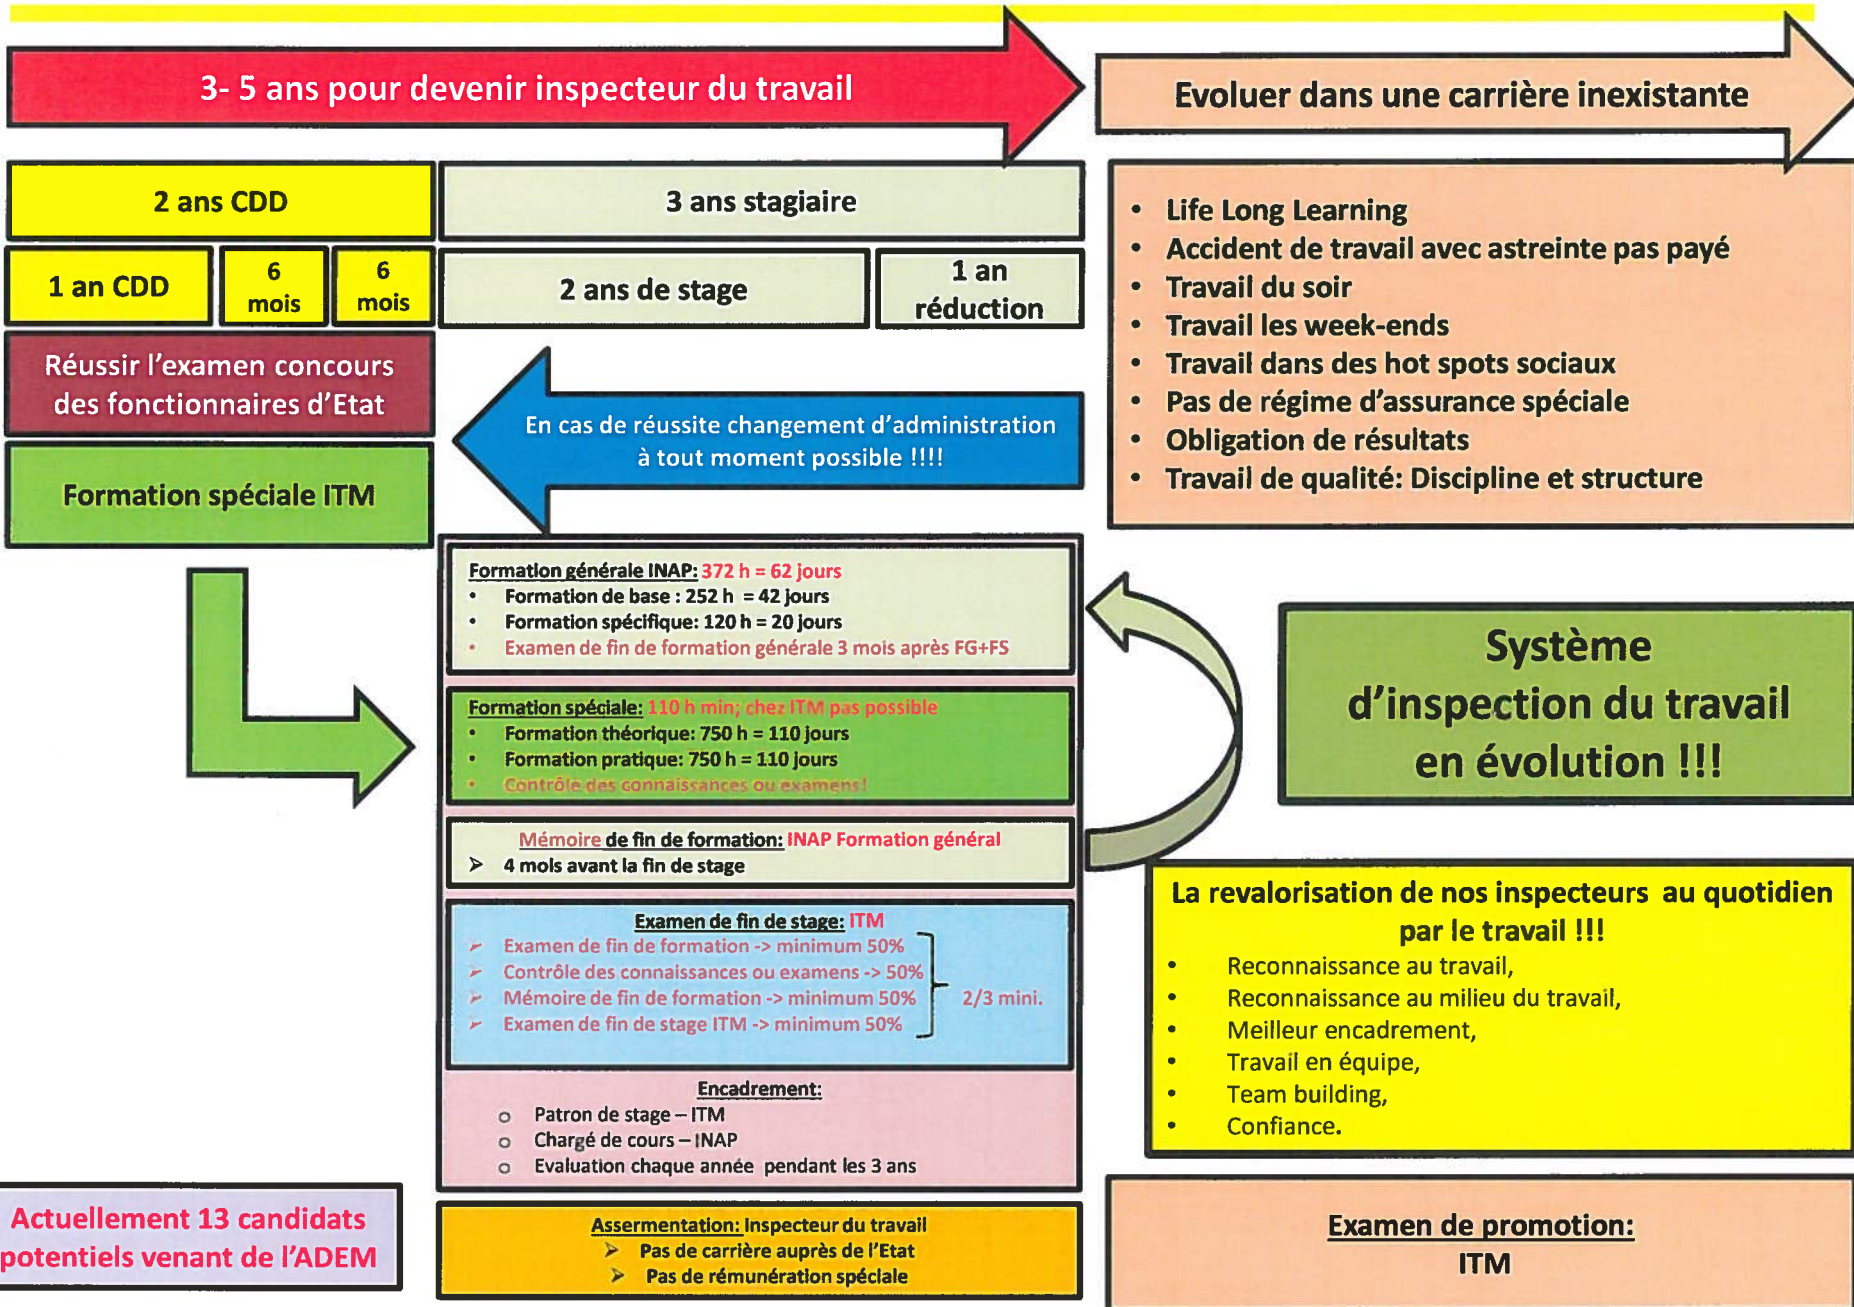 3- 5 ans pour devenir inspecteur du travail
Evoluer dans une carrière inexistante
2 ans CDD
3 ans stagiaire
1 an CDD
6
mois
6
mois
2 ans de stage
1 an
réduction
Réussir l'examen concours
des fonctionnaires d'Etat
En cas de réussite changement d'administration
à tout moment possible !!!!
Formation spéciale ITM
• Life Long Learning
• Accident de travail avec astreinte pas payé
• Travail du soir
• Travail les week-ends
• Travail dans des hot spots sociaux
• Pas de régime d'assurance spéciale
• Obligation de résultats
• Travail de qualité: Discipline et structure
Formation générale INAP: 372 h = 62 jours
• Formation de base : 252 h = 42 jours
• Formation spécifique: 120 h = 20 jours
• Examen de fin de formation générale 3 mois après FG+FS
Formation spéciale: 110 h min; chez ITM pas possible
• Formation théorique: 750 h = 110 jours
• Formation pratique: 750 h = 110 jours
• Contrôle des connaissances ou examens!
Mémoire de fin de formation: INAP Formation général
➢ 4 mois avant la fin de stage
Examen de fin de stage: ITM
➢ Examen de fin de formation -> minimum 50%
➢ Contrôle des connaissances ou examens -> 50%
➢ Mémoire de fin de formation -> minimum 50%
➢ Examen de fin de stage ITM -> minimum 50%
2/3 mini.
Encadrement:
o Patron de stage – ITM
o Chargé de cours – INAP
o Evaluation chaque année pendant les 3 ans
Assermentation: Inspecteur du travail
➢ Pas de carrière auprès de l'Etat
➢ Pas de rémunération spéciale
Système
d'inspection du travail
en évolution !!!
La revalorisation de nos inspecteurs au quotidien
par le travail !!!
• Reconnaissance au travail,
• Reconnaissance au milieu du travail,
• Meilleur encadrement,
• Travail en équipe,
• Team building,
• Confiance.
Actuellement 13 candidats
potentiels venant de l'ADEM
Examen de promotion:
ITM